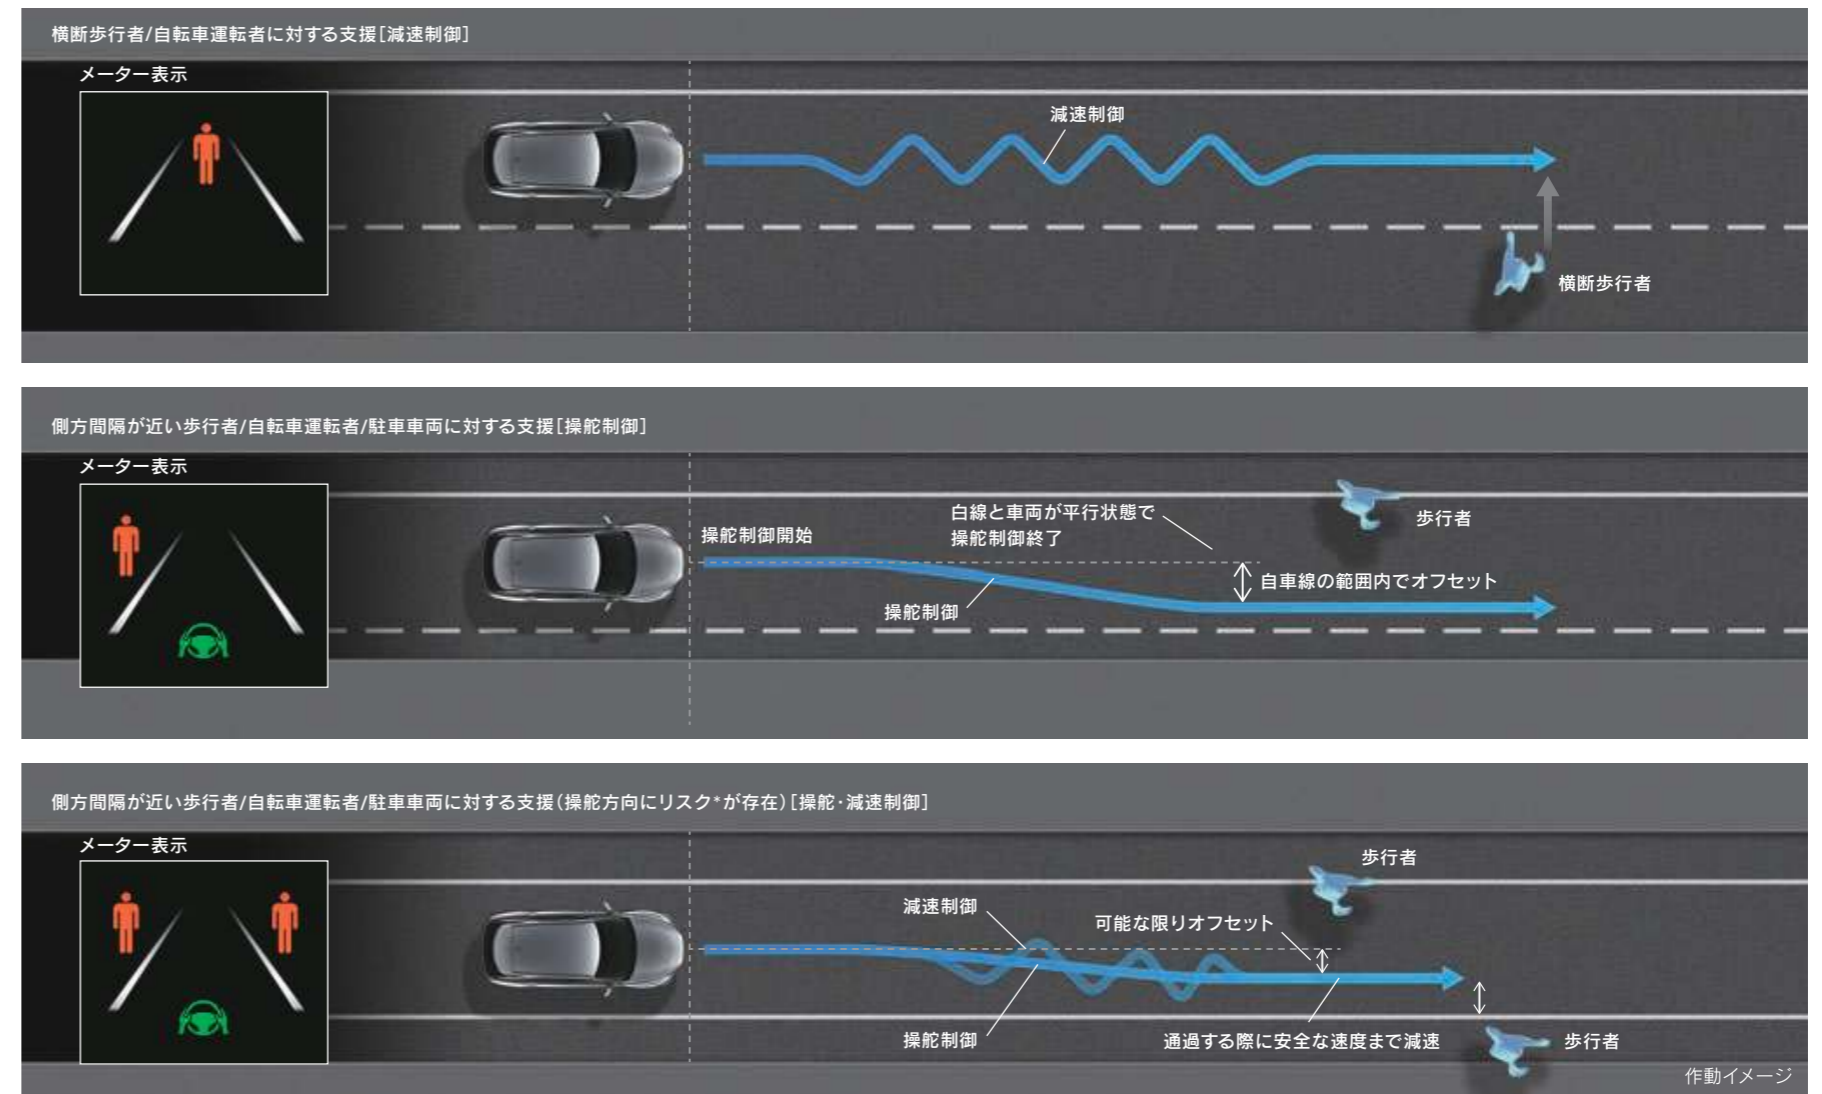 横断歩行者/自転車運転者に対する支援[減速制御]
メーター表示
減速制御
横断歩行者
側方間隔が近い歩行者/自転車運転者/駐車車両に対する支援[操舵制御]
メーター表示
操舵制御開始
白線と車両が平行状態で
操舵制御終了
歩行者
自車線の範囲内でオフセット
操舵制御
側方間隔が近い歩行者/自転車運転者/駐車車両に対する支援(操舵方向にリスク*が存在)[操舵・減速制御]
メーター表示
歩行者
減速制御
可能な限りオフセット
操舵制御
通過する際に安全な速度まで減速
歩行者
作動イメージ